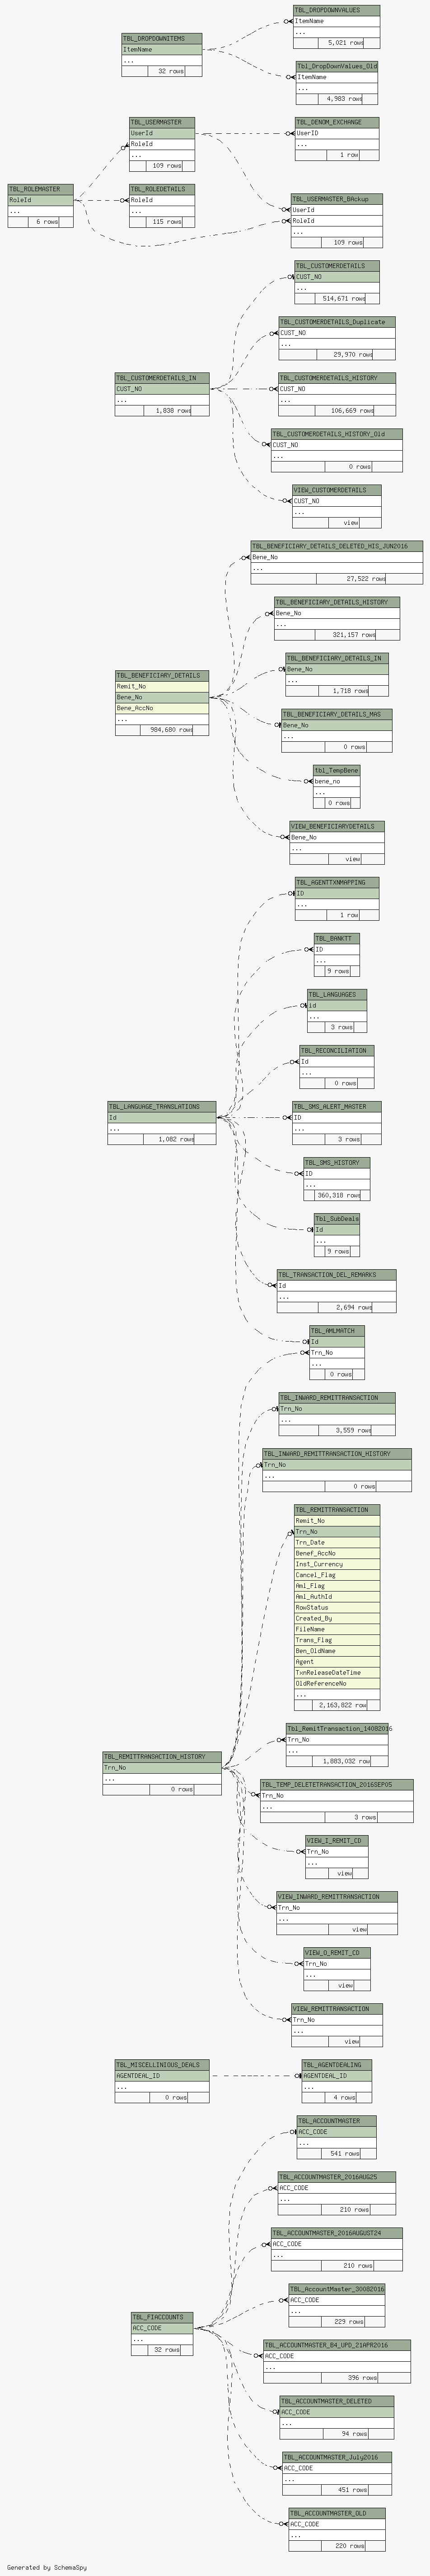 TBL_DROPDOWNVALUES
ItemName
...
5,021 rows
TBL_DROPDOWNITEMS
ItemName
...
32 rows
Tbl_DropDownValues_Old
ItemName
...
4,983 rows
TBL_USERMASTER
UserId
RoleId
...
109 rows
TBL_DENOM_EXCHANGE
UserID
...
1 row
TBL_ROLEMASTER
RoleId
...
6 rows
TBL_ROLEDETAILS
RoleId
...
115 rows
TBL_USERMASTER_BAckup
UserId
RoleId
...
109 rows
TBL_CUSTOMERDETAILS
CUST_NO
...
514,671 rows
TBL_CUSTOMERDETAILS_Duplicate
CUST_NO
...
29,970 rows
TBL_CUSTOMERDETAILS_IN
CUST_NO
...
1,838 rows
TBL_CUSTOMERDETAILS_HISTORY
CUST_NO
...
106,669 rows
TBL_CUSTOMERDETAILS_HISTORY_Old
CUST_NO
...
0 rows
VIEW_CUSTOMERDETAILS
CUST_NO
...
view
TBL_BENEFICIARY_DETAILS_DELETED_HIS_JUN2016
Bene_No
...
27,522 rows
TBL_BENEFICIARY_DETAILS_HISTORY
Bene_No
...
321,157 rows
TBL_BENEFICIARY_DETAILS_IN
Bene_No
...
1,718 rows
TBL_BENEFICIARY_DETAILS
Remit_No
Bene_No
Bene_AccNo
...
984,680 rows
TBL_BENEFICIARY_DETAILS_MAG
Bene_No
...
0 rows
tbl_TempBene
bene_no
...
0 rows
VIEW_BENEFICIARYDETAILS
Bene_No
...
view
TBL_AGENTTXNMAPPING
ID
...
1 row
TBL_BANKTT
ID
...
9 rows
TBL_LANGUAGES
id
...
3 rows
TBL_RECONCILIATION
Id
...
0 rows
TBL_LANGUAGE_TRANSLATIONS
Id
...
1,082 rows
TBL_SMS_ALERT_MASTER
ID
...
3 rows
TBL_SMS_HISTORY
ID
...
360,318 rows
Tbl_SubDeals
Id
...
9 rows
TBL_TRANSACTION_DEL_REMARKS
Id
...
2,694 rows
TBL_AMLMATCH
Id
Trn_No
...
0 rows
TBL_INWARD_REMITTRANSACTION
Trn_No
...
3,559 rows
TBL_INWARD_REMITTRANSACTION_HISTORY
Trn_No
...
0 rows
TBL_REMITTRANSACTION
Remit_No
Trn_No
Trn_Date
Benef_AccNo
Inst_Currency
Cancel_Flag
Aml_Flag
Aml_AuthId
RowStatus
Created_By
FileName
Trans_Flag
Ben_OldName
Agent
TxnReleaseDateTime
OldReferenceNo
...
2,163,822 row
Tbl_RemitTransaction_14082016
Trn_No
...
1,883,032 row
TBL_REMITTRANSACTION_HISTORY
Trn_No
...
0 rows
TBL_TEMP_DELETETRANSACTION_2016SEP05
Trn_No
...
3 rows
VIEW_I_REMIT_CD
Trn_No
...
view
VIEW_INWARD_REMITTRANSACTION
Trn_No
...
view
VIEW_O_REMIT_CD
Trn_No
...
view
VIEW_REMITTRANSACTION
Trn_No
...
view
TBL_MISCELLINIOUS_DEALS
AGENTDEAL_ID
...
0 rows
TBL_AGENTDEALING
AGENTDEAL_ID
...
4 rows
TBL_ACCOUNTMASTER
ACC_CODE
...
541 rows
TBL_ACCOUNTMASTER_2016AUG25
ACC_CODE
...
210 rows
TBL_ACCOUNTMASTER_2016AUGUST24
ACC_CODE
...
210 rows
TBL_AccountMaster_30082016
ACC_CODE
...
229 rows
TBL_FIACCOUNTS
ACC_CODE
...
32 rows
TBL_ACCOUNTMASTER_B4_UPD_21APR2016
ACC_CODE
...
396 rows
TBL_ACCOUNTMASTER_DELETED
ACC_CODE
...
94 rows
TBL_ACCOUNTMASTER_July2016
ACC_CODE
...
451 rows
TBL_ACCOUNTMASTER_OLD
ACC_CODE
...
220 rows
Generated by SchemaSpy